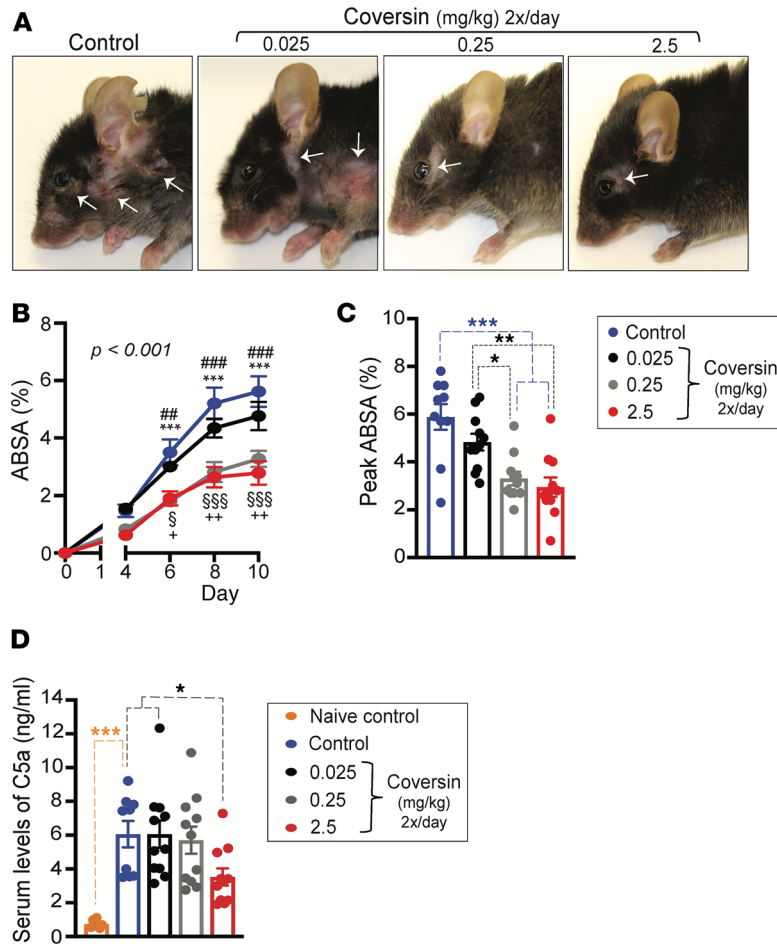 A
Coversin (mg/kg) 2x/day
Control 0.025 0.25 2.5
B
ABSA (%)
8
6
4
2
0
p < 0.001
##
***
###
***
###
***
§
+
§§§
++
§§§
++
0 1 4 6 8 10
Day
C
Peak ABSA (%)
10
8
6
4
2
0
***
**
*
Control
0.025
0.25
2.5
Coversin
(mg/kg)
2x/day
D
Serum levels of C5a (ng/ml)
14
12
10
8
6
4
2
0
***
*
Naive control
Control
0.025
0.25
2.5
Coversin
(mg/kg)
2x/day